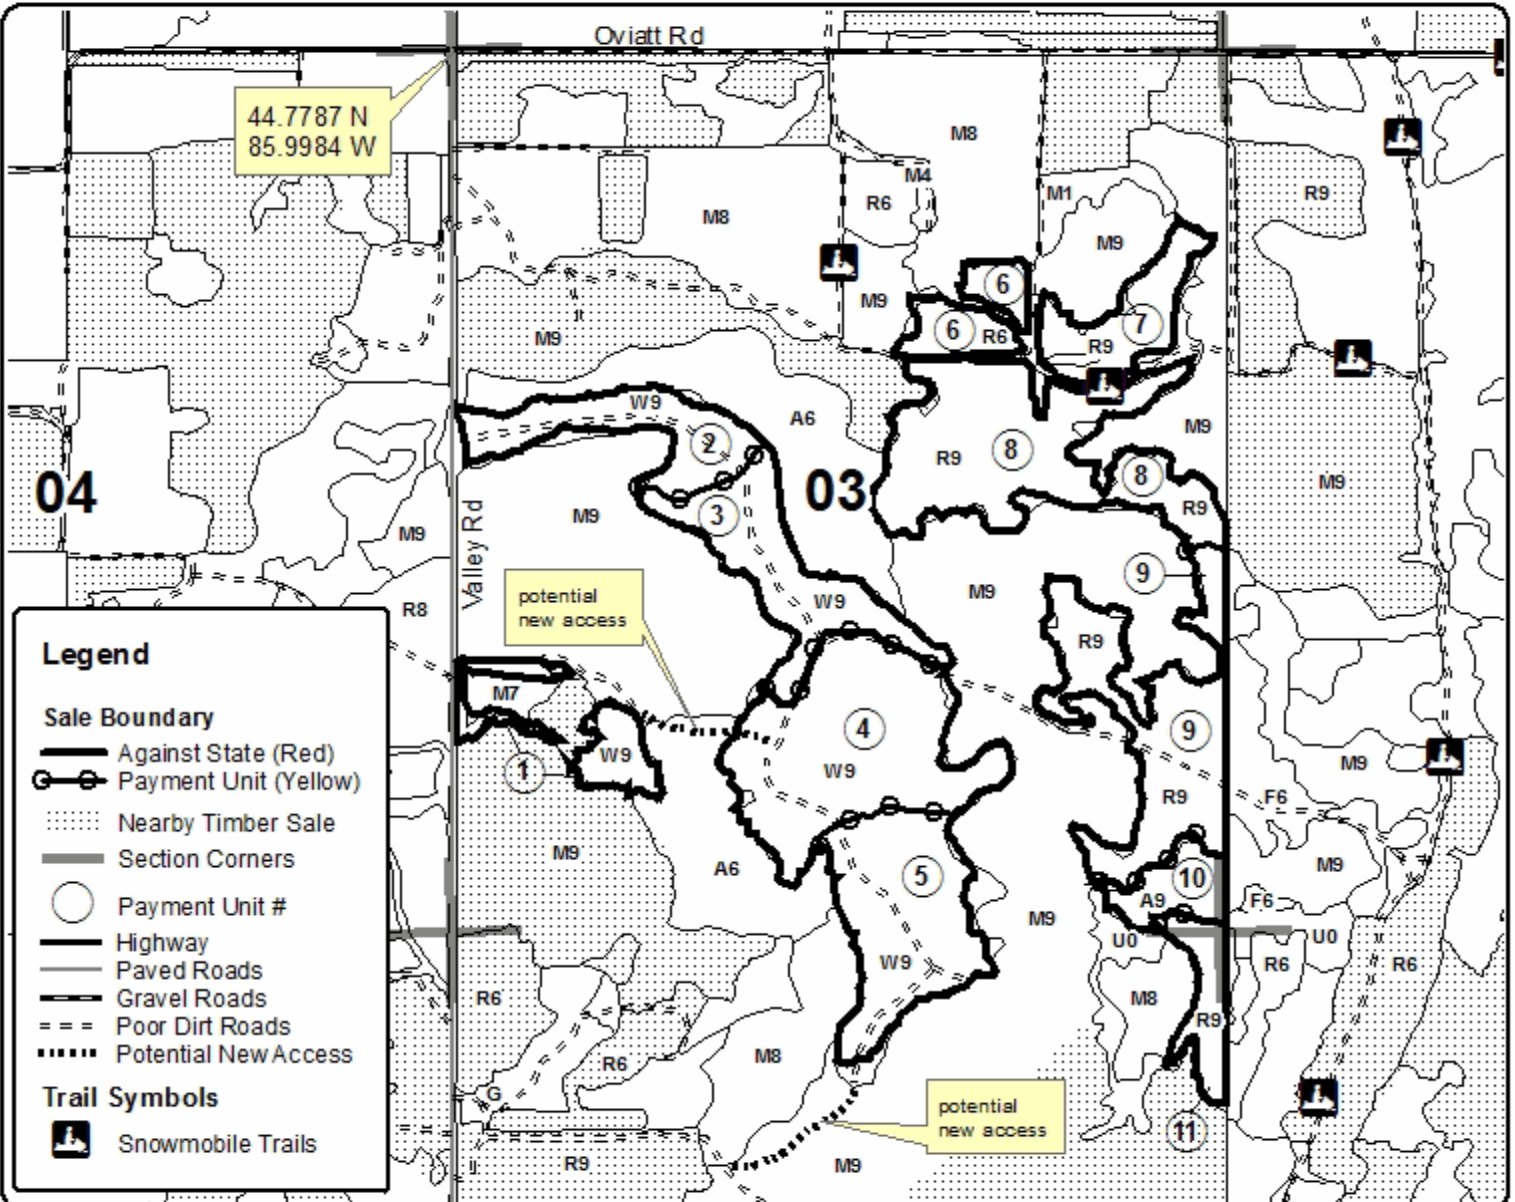 Oviatt Rd
44.7787 N
85.9984 W
M8
M4
R6
M1
R9
M8
M9
M9
6
M9
6
R6
7
R9
W9
A6
2
M9
R9
8
M9
8
04
03
M9
3
R9
M9
Valley Rd
M9
9
potential
new access
M9
W9
R8
R9
M7
4
9
W9
1
W9
M9
R9
F6
M9
A6
5
10
M9
A9
F6
M9
U0
U0
W9
R6
R6
R6
M8
R9
M8
R6
G
potential
new access
11
R9
M9
Legend
Sale Boundary
Against State (Red)
Payment Unit (Yellow)
Nearby Timber Sale
Section Corners
Payment Unit #
Highway
Paved Roads
Gravel Roads
Poor Dirt Roads
Potential New Access
Trail Symbols
Snowmobile Trails